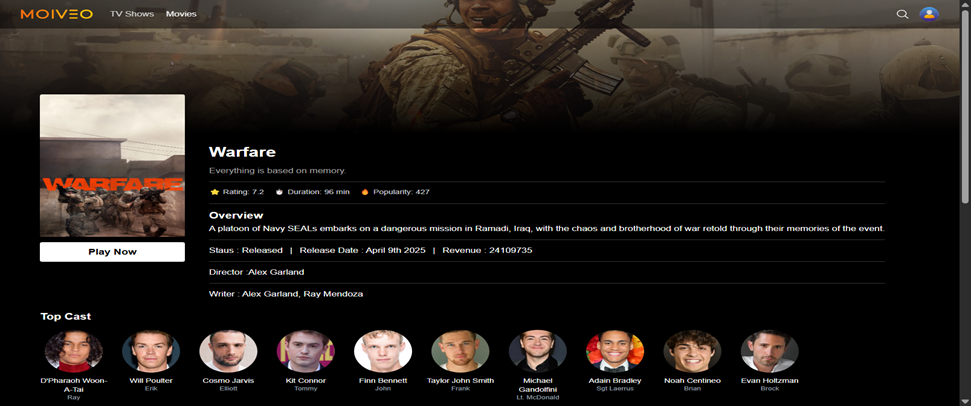 MOIVEO TV Shows Movies
Warfare
Everything is based on memory.
Rating: 7.2 Duration: 96 min Popularity: 427
WARFARE
Overview
A platoon of Navy SEALs embarks on a dangerous mission in Ramadi, Iraq, with the chaos and brotherhood of war retold through their memories of the event.
Play Now
Staus : Released | Release Date : April 9th 2025 | Revenue : 24109735
Director :Alex Garland
Writer : Alex Garland, Ray Mendoza
Top Cast
D'Pharaoh Woon-
A-Tai
Ray
Will Poulter
Erik
Cosmo Jarvis
Elliott
Kit Connor
Tommy
Finn Bennett
John
Taylor John Smith
Frank
Michael
Gandolfini
Lt. McDonald
Adain Bradley
Sgt Laerrus
Noah Centineo
Brian
Evan Holtzman
Brock